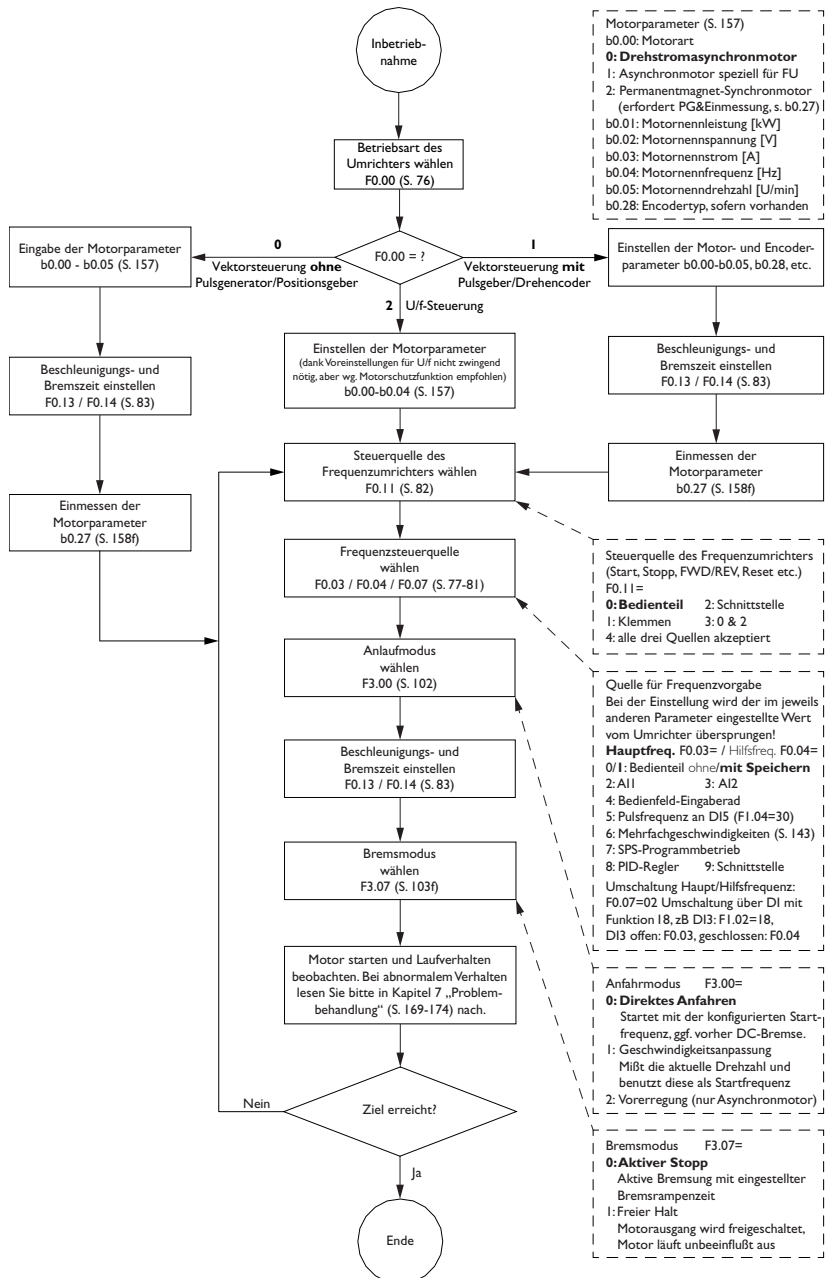 Inbetrieb-
nahme
Betriebsart des
Umrichters wählen
F0.00 (S. 76)
Motorparameter (S. 157)
b0.00: Motorart
0: Drehstromasynchronmotor
1: Asynchronmotor speziell für FU
2: Permanentmagnet-Synchronmotor
(erfordert PG&Einmessung, s. b0.27)
b0.01: Motornennleistung [kW]
b0.02: Motornennspannung [V]
b0.03: Motornennstrom [A]
b0.04: Motornennfrequenz [Hz]
b0.05: Motornenndrehzahl [U/min]
b0.28: Encodertyp, sofern vorhanden
Eingabe der Motorparameter
b0.00 - b0.05 (S. 157)
0
Vektorsteuerung ohne
Pulsgenerator/Positionsgeber
F0.00 = ?
1
Vektorsteuerung mit
Pulsgeber/Drehencoder
Einstellen der Motor- und Encoder-
parameter b0.00-b0.05, b0.28, etc.
2 U/f-Steuerung
Beschleunigungs- und
Bremszeit einstellen
F0.13 / F0.14 (S. 83)
Einstellen der Motorparameter
(dank Voreinstellungen für U/f nicht zwingend
nötig, aber wg. Motorschutzfunktion empfohlen)
b0.00-b0.04 (S. 157)
Beschleunigungs- und
Bremszeit einstellen
F0.13 / F0.14 (S. 83)
Einmessen der
Motorparameter
b0.27 (S. 158f)
Steuerquelle des
Frequenzumrichters wählen
F0.11 (S. 82)
Einmessen der
Motorparameter
b0.27 (S. 158f)
Frequenzsteuerquelle
wählen
F0.03 / F0.04 / F0.07 (S. 77-81)
Steuerquelle des Frequenzumrichters
(Start, Stopp, FWD/REV, Reset etc.)
F0.11=
0: Bedienteil 2: Schnittstelle
1: Klemmen 3: 0 & 2
4: alle drei Quellen akzeptiert
Anlaufmodus
wählen
F3.00 (S. 102)
Quelle für Frequenzvorgabe
Bei der Einstellung wird der im jeweils
anderen Parameter eingestellte Wert
vom Umrichter übersprungen!
Hauptfreq. F0.03= / Hilfsfreq. F0.04=
0/1: Bedienteil ohne/mit Speichern
2: AI1 3: AI2
4: Bedienfeld-Eingaberad
5: Pulsfrequenz an DI5 (F1.04=30)
6: Mehrfachgeschwindigkeiten (S. 143)
7: SPS-Programmbetrieb
8: PID-Regler 9: Schnittstelle
Umschaltung Haupt/Hilfsfrequenz:
F0.07=02 Umschaltung über DI mit
Funktion 18, zB DI3: F1.02=18,
DI3 offen: F0.03, geschlossen: F0.04
Beschleunigungs- und
Bremszeit einstellen
F0.13 / F0.14 (S. 83)
Bremsmodus
wählen
F3.07 (S. 103f)
Motor starten und Laufverhalten
beobachten. Bei abnormalem Verhalten
lesen Sie bitte in Kapitel 7 „Problem-
behandlung“ (S. 169-174) nach.
Anfahrmodus F3.00=
0: Direktes Anfahren
Startet mit der konfigurierten Start-
frequenz, ggf. vorher DC-Bremse.
1: Geschwindigkeitsanpassung
Mißt die aktuelle Drehzahl und
benutzt diese als Startfrequenz
2: Vorerregung (nur Asynchronmotor)
Nein
Ziel erreicht?
Ja
Ende
Bremsmodus F3.07=
0: Aktiver Stopp
Aktive Bremsung mit eingestellter
Bremsrampenzeit
1: Freier Halt
Motorausgang wird freigeschaltet,
Motor läuft unbeeinflußt aus